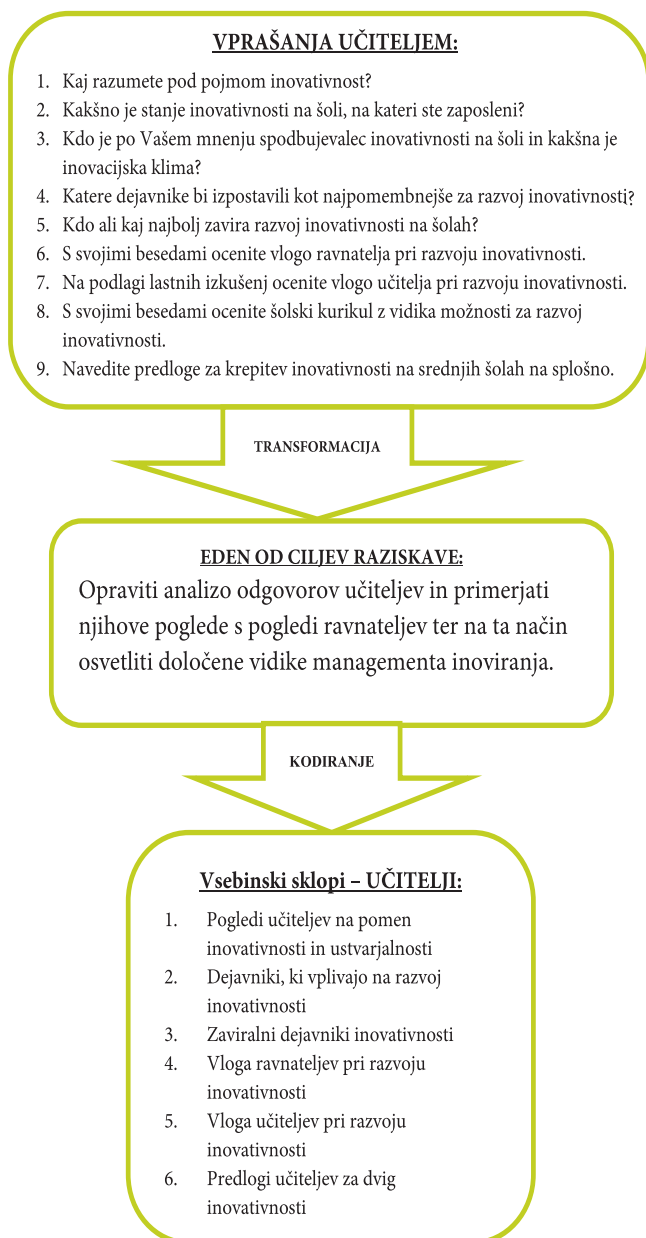 VPRAŠANJA UČITELJEM:
1. Kaj razumete pod pojmom inovativnost?
2. Kakšno je stanje inovativnosti na šoli, na kateri ste zaposleni?
3. Kdo je po Vašem mnenju spodbujevalec inovativnosti na šoli in kakšna je
inovacijska klima?
4. Katere dejavnike bi izpostavili kot najpomembnejše za razvoj inovativnosti?
5. Kdo ali kaj najbolj zavira razvoj inovativnosti na šolah?
6. S svojimi besedami ocenite vlogo ravnatelja pri razvoju inovativnosti.
7. Na podlagi lastnih izkušenj ocenite vlogo učitelja pri razvoju inovativnosti.
8. S svojimi besedami ocenite šolski kurikul z vidika možnosti za razvoj
inovativnosti.
9. Navedite predloge za krepitev inovativnosti na srednjih šolah na splošno.
TRANSFORMACIJA
EDEN OD CILJEV RAZISKAVE:
Opraviti analizo odgovorov učiteljev in primerjati
njihove poglede s pogledi ravnateljev ter na ta način
osvetliti določene vidike managementa inoviranja.
KODIRANJE
Vsebinski sklopi – UČITELJI:
1. Pogledi učiteljev na pomen
inovativnosti in ustvarjalnosti
2. Dejavniki, ki vplivajo na razvoj
inovativnosti
3. Zaviralni dejavniki inovativnosti
4. Vloga ravnateljev pri razvoju
inovativnosti
5. Vloga učiteljev pri razvoju
inovativnosti
6. Predlogi učiteljev za dvig
inovativnosti